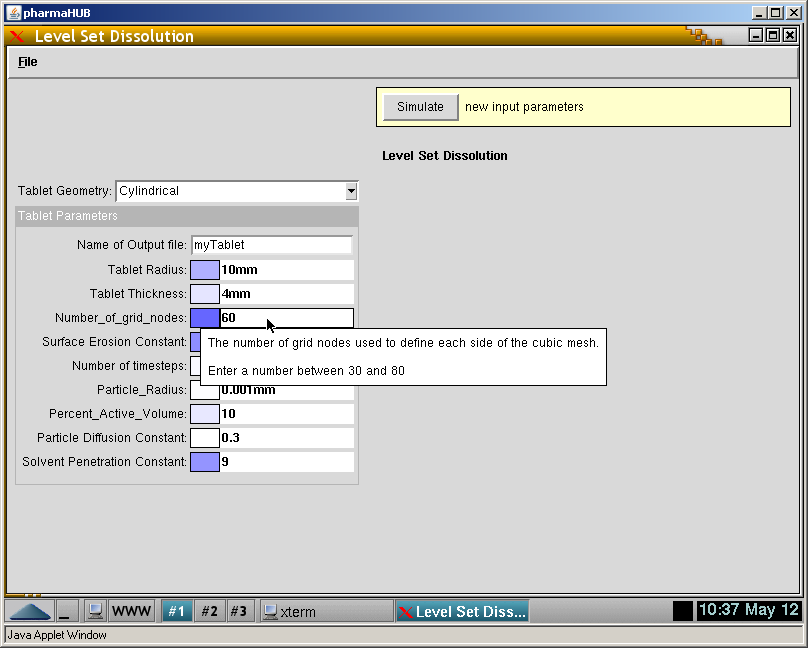 pharmaHUB
Level Set Dissolution
File
Simulate new input parameters
Level Set Dissolution
Tablet Geometry: Cylindrical
Tablet Parameters
Name of Output file: myTablet
Tablet Radius: 10mm
Tablet Thickness: 4mm
Number_of_grid_nodes: 60
The number of grid nodes used to define each side of the cubic mesh.
Surface Erosion Constant:
Enter a number between 30 and 80
Number of timesteps:
Particle_Radius: 0.001mm
Percent_Active_Volume: 10
Particle Diffusion Constant: 0.3
Solvent Penetration Constant: 9
WWW #1 #2 #3 xterm Level Set Diss... 10:37 May 12
Java Applet Window